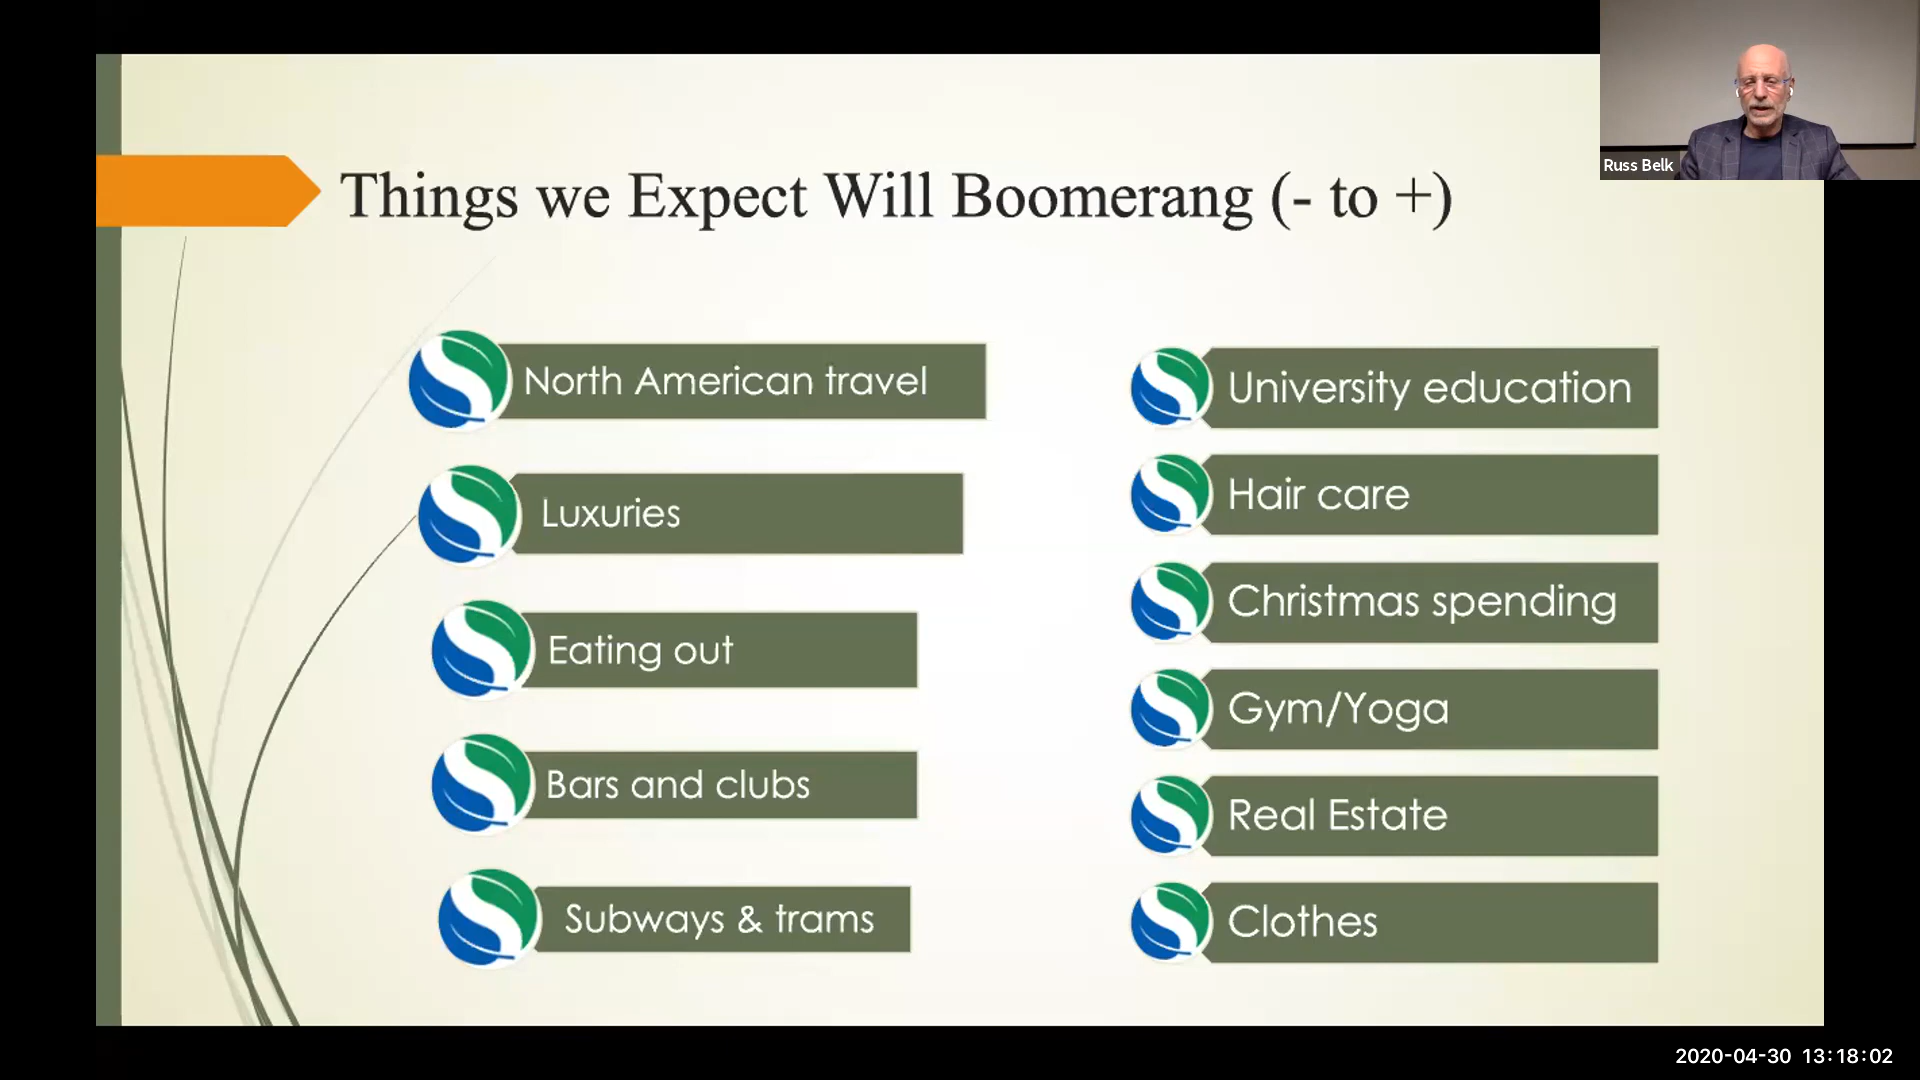 Things we Expect Will Boomerang (- to +)
North American travel
Luxuries
Eating out
Bars and clubs
Subways & trams
University education
Hair care
Christmas spending
Gym/Yoga
Real Estate
Clothes
Russ Belk
2020-04-30 13:18:02